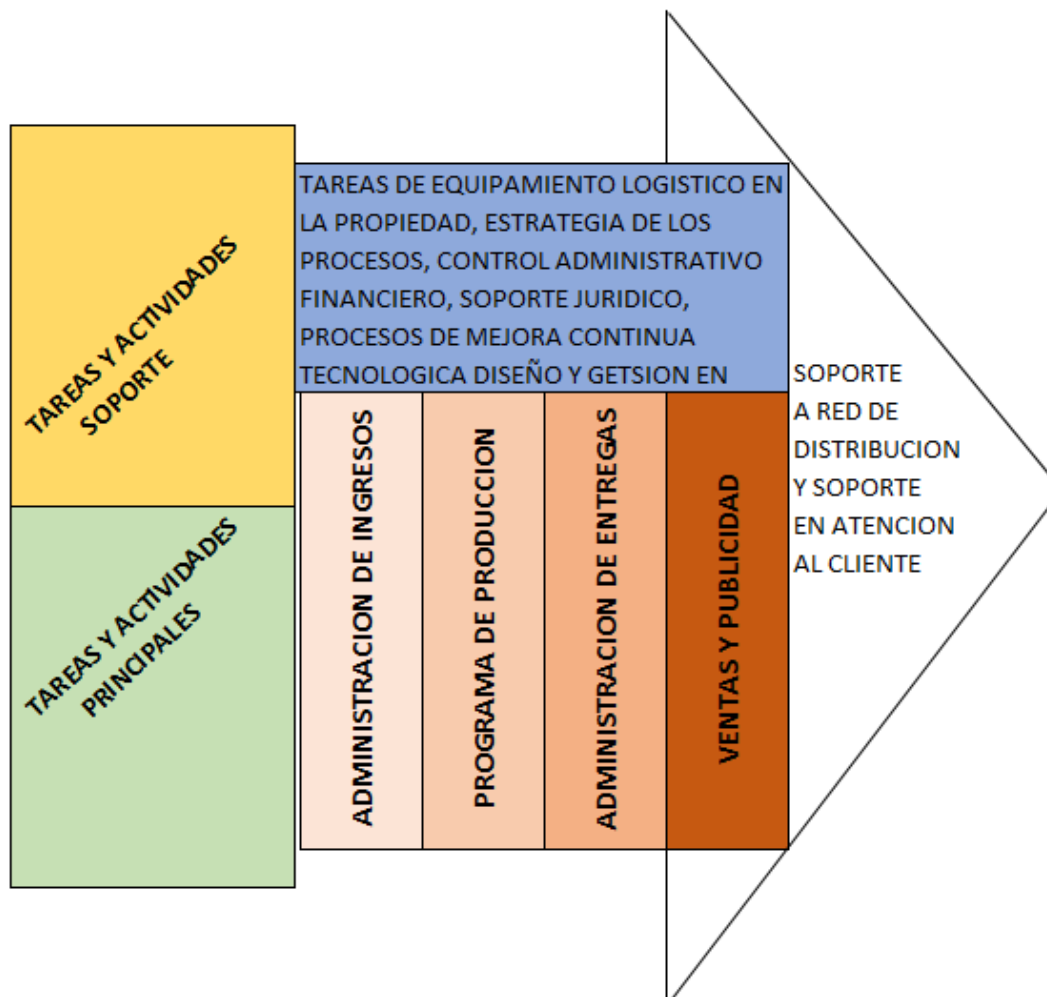 TAREAS Y ACTIVIDADES
SOPORTE
TAREAS DE EQUIPAMIENTO LOGISTICO EN
LA PROPIEDAD, ESTRATEGIA DE LOS
PROCESOS, CONTROL ADMINISTRATIVO
FINANCIERO, SOPORTE JURIDICO,
PROCESOS DE MEJORA CONTINUA
TECNOLOGICA DISEÑO Y GETSION EN
TAREAS Y ACTIVIDADES
PRINCIPALES
ADMINISTRACION DE INGRESOS
PROGRAMA DE PRODUCCION
ADMINISTRACION DE ENTREGAS
VENTAS Y PUBLICIDAD
SOPORTE
A RED DE
DISTRIBUCION
Y SOPORTE
EN ATENCION
AL CLIENTE